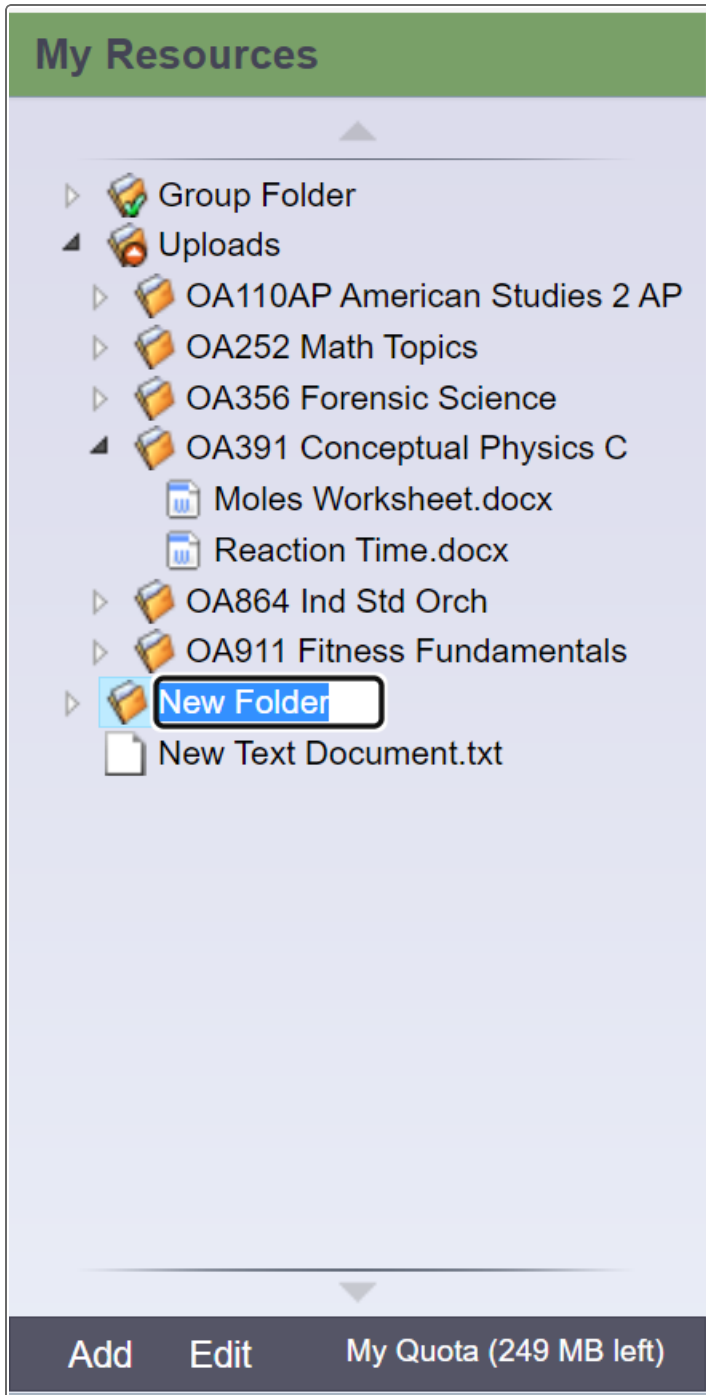 My Resources
Group Folder
Uploads
OA110AP American Studies 2 AP
OA252 Math Topics
OA356 Forensic Science
OA391 Conceptual Physics C
Moles Worksheet.docx
Reaction Time.docx
OA864 Ind Std Orch
OA911 Fitness Fundamentals
New Folder
New Text Document.txt
Add Edit My Quota (249 MB left)